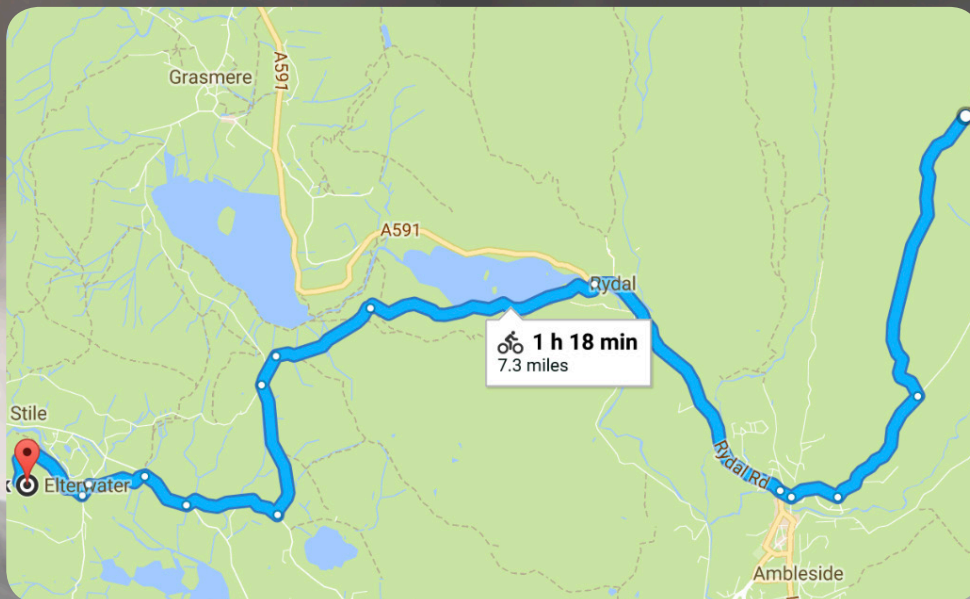 Grasmere
A591
A591
Rydal
1 h 18 min
7.3 miles
Stile
Elterwater
Rydal Rd
Ambleside